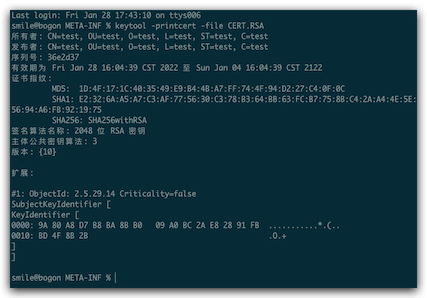 Last login: Fri Jan 28 17:43:10 on ttys006
smile@bogon META-INF % keytool -printcert -file CERT.RSA
所有者: CN=test, OU=test, O=test, L=test, ST=test, C=test
发布者: CN=test, OU=test, O=test, L=test, ST=test, C=test
序列号: 36e2d37
有效期为 Fri Jan 28 16:04:39 CST 2022 至 Sun Jan 04 16:04:39 CST 2122
证书指纹:
MD5: 1D:4F:17:1C:40:35:49:E9:B4:4B:A7:FF:74:4F:94:D2:27:C4:0F:0C
SHA1: E2:32:6A:A5:A7:C3:AF:77:56:30:C3:78:B3:64:BB:63:FC:B7:75:88:C4:2A:A4:4E:5E:
56:94:A6:FB:92:19:75
SHA256: SHA256withRSA
签名算法名称: 2048 位 RSA 密钥
主体公共密钥算法: 3
版本: {10}
扩展:
#1: ObjectId: 2.5.29.14 Criticality=false
SubjectKeyIdentifier [
KeyIdentifier [
0000: 9A 80 A8 D7 B8 BA 8B B0 09 A0 BC 2A E8 28 91 FB ...........*.(..
0010: BD 4F 8B 2B .O.+
]
]
smile@bogon META-INF %